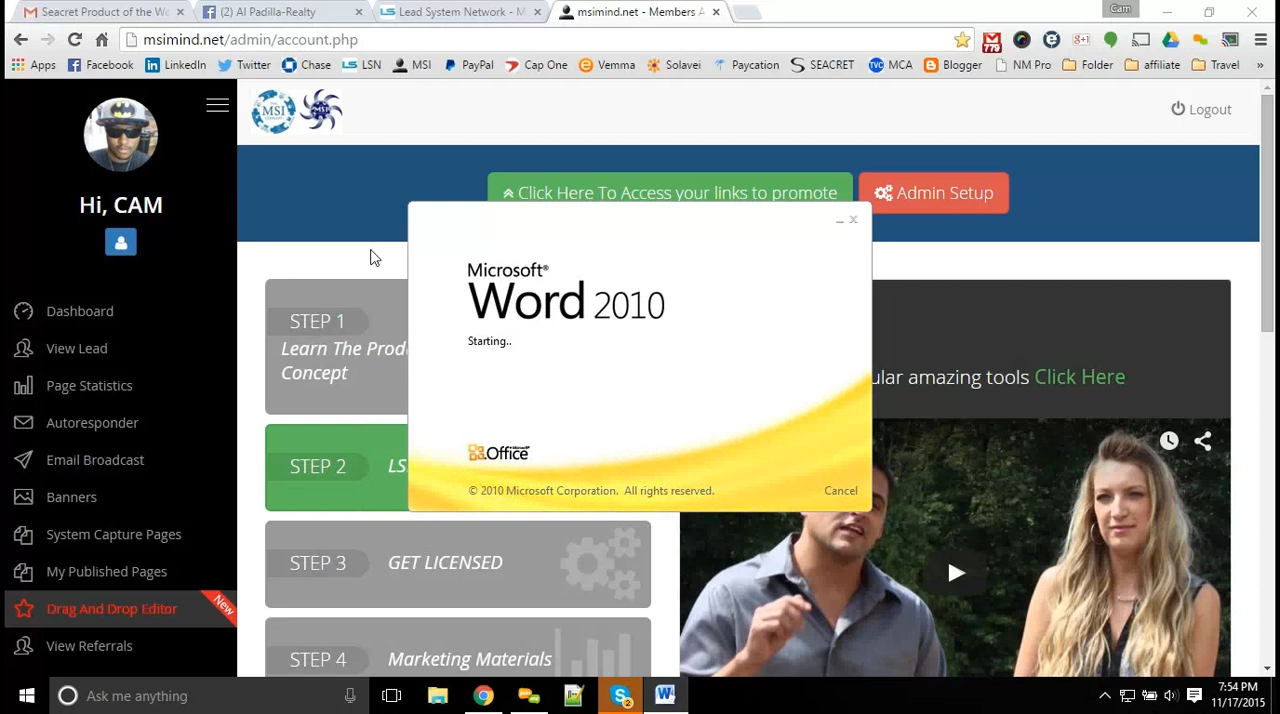 Seacret Product of the We
(2) Al Padilla-Realty
Lead System Network - M
msimind.net - Members A
Cam
msimind.net/admin/account.php
Apps
Facebook
LinkedIn
Twitter
Chase
LSN
MSI
PayPal
Cap One
Vemma
Solavei
Paycation
SEACRET
MCA
Blogger
NM Pro
Folder
affiliate
Travel
»
Hi, CAM
MSI
Logout
Click Here To Access your links to promote
Admin Setup
Dashboard
View Lead
Page Statistics
Autoresponder
Email Broadcast
Banners
System Capture Pages
My Published Pages
Drag And Drop Editor
New
View Referrals
STEP 1
Learn The Produ
Concept
STEP 2
LS
STEP 3
GET LICENSED
STEP 4
Marketing Materials
Microsoft®
Word 2010
Starting..
Office
© 2010 Microsoft Corporation. All rights reserved.
Cancel
ular amazing tools Click Here
Ask me anything
2
7:54 PM
11/17/2015